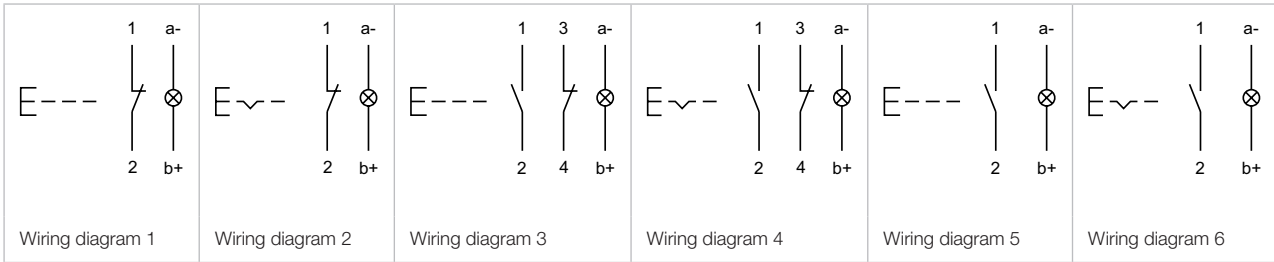 1 a-
2 b+
Wiring diagram 1
1 a-
2 b+
Wiring diagram 2
1 3 a-
2 4 b+
Wiring diagram 3
1 3 a-
2 4 b+
Wiring diagram 4
1 a-
2 b+
Wiring diagram 5
1 a-
2 b+
Wiring diagram 6